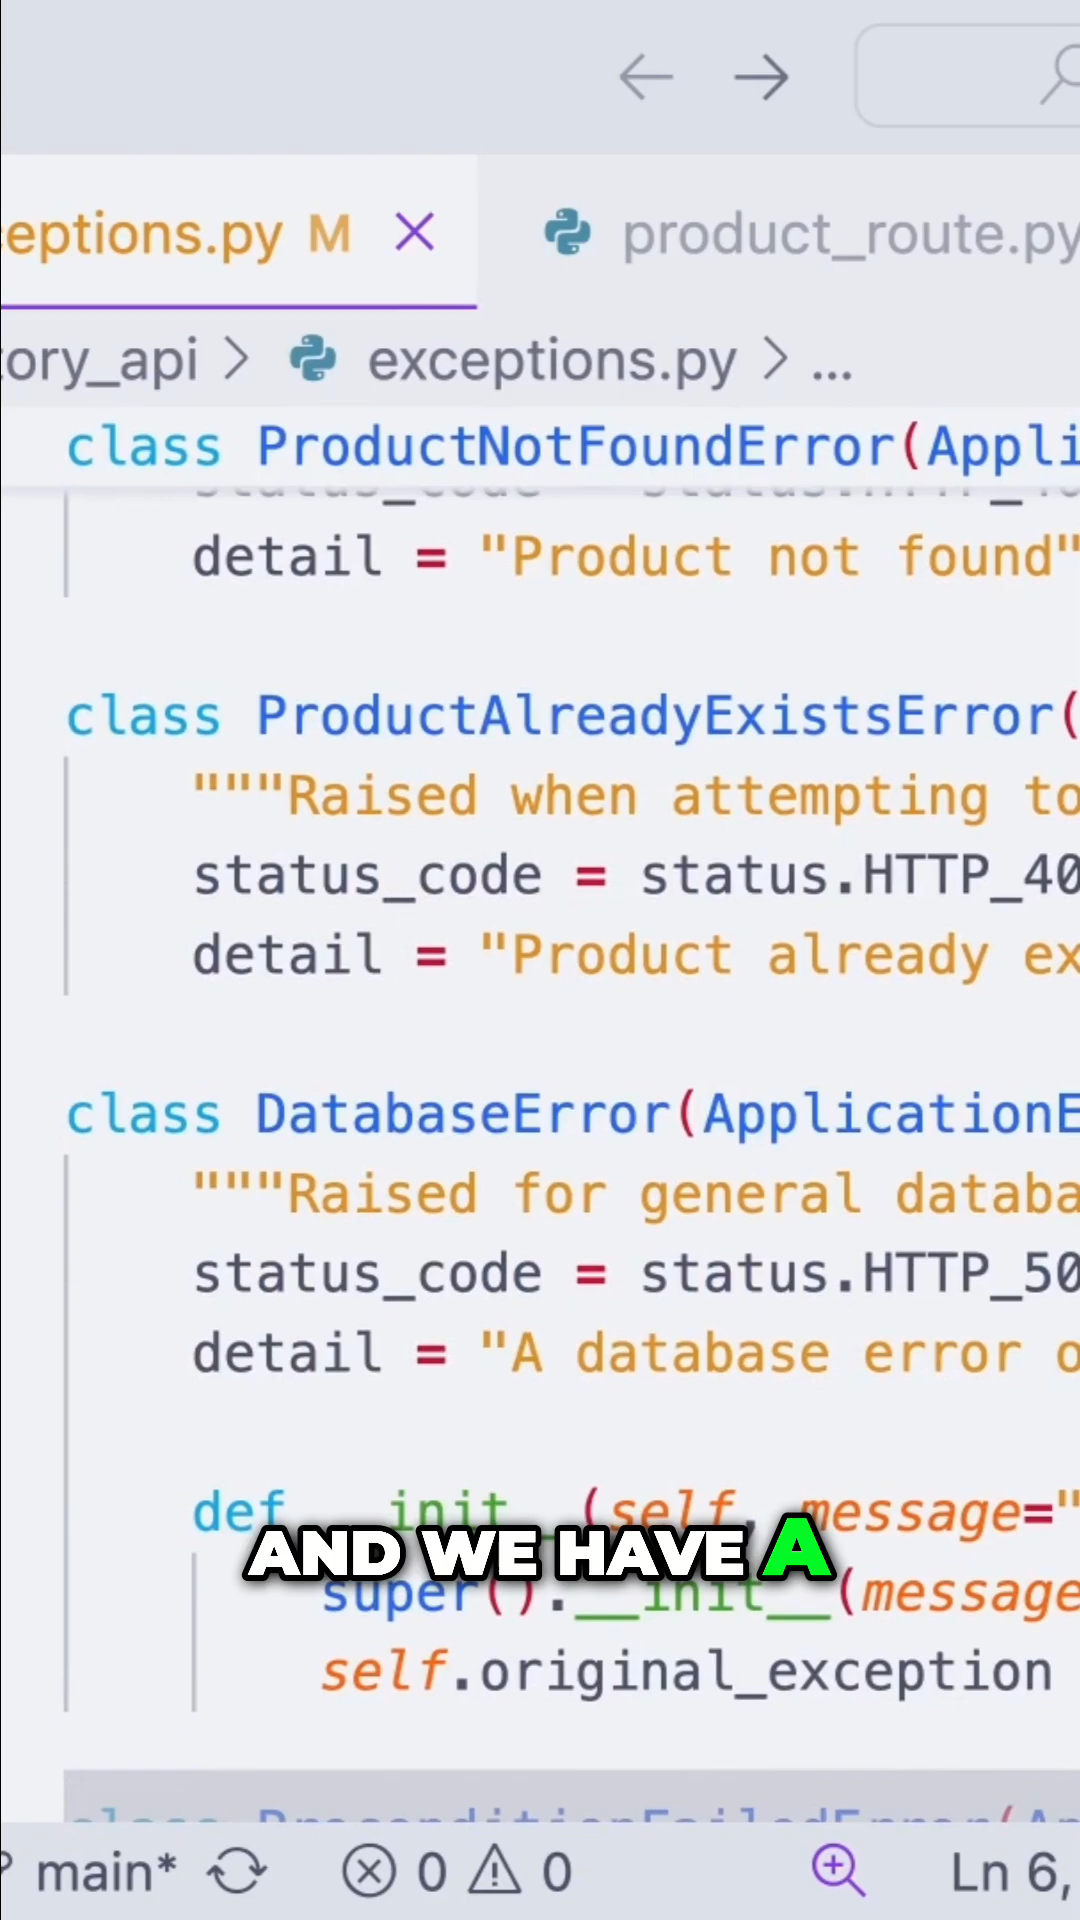 eptions.py M
product_route.py
ory_api > exceptions.py > ...
class ProductNotFoundError(Appli
detail = "Product not found"
class ProductAlreadyExistsError(
"""Raised when attempting to
status_code = status.HTTP_40
detail = "Product already ex
class DatabaseError(ApplicationE
"""Raised for general databa
status_code = status.HTTP_50
detail = "A database error o
def __init__(self, message="
AND WE HAVE A
super().__init__(message
self.original_exception
class PreconditionFailedError(Ap
main* 0 0 Ln 6,